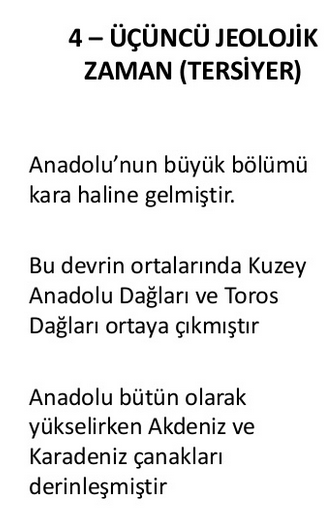 4 – ÜÇÜNCÜ JEOLOJİK
ZAMAN (TERSİYER)
Anadolu’nun büyük bölümü
kara haline gelmiştir.
Bu devrin ortalarında Kuzey
Anadolu Dağları ve Toros
Dağları ortaya çıkmıştır
Anadolu bütün olarak
yükselirken Akdeniz ve
Karadeniz çanakları
derinleşmiştir